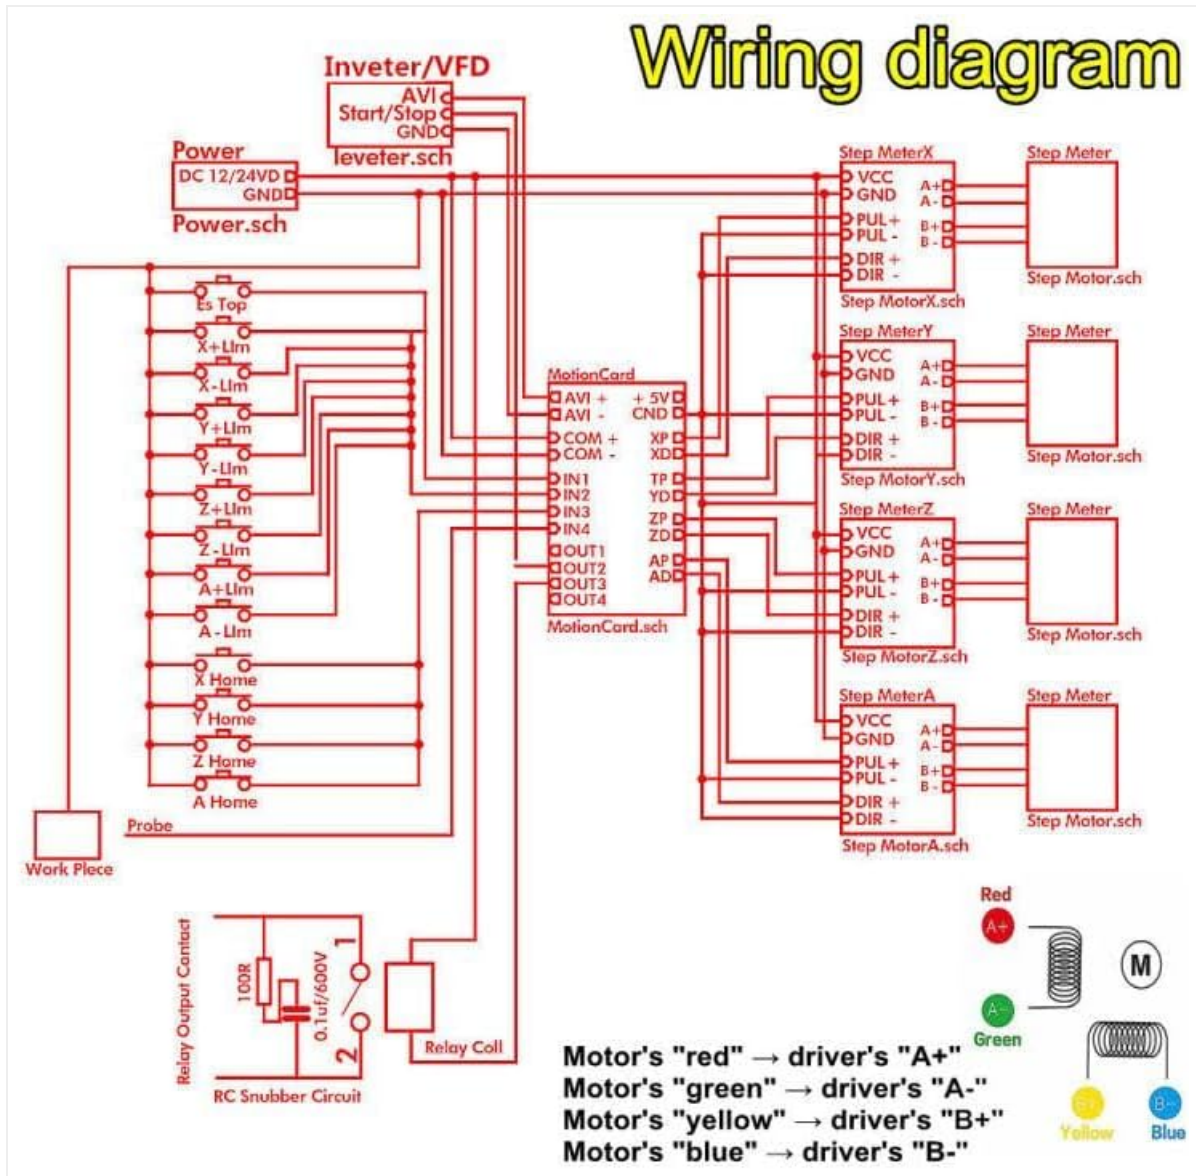 Wiring diagram
Inveter/VFD
AVI
Start/Stop
GND
leveter.sch
Power
DC 12/24VD
GND
Power.sch
Es Top
X+LIm
X-LIm
Y+LIm
Y-LIm
Z+LIm
Z-LIm
A+LIm
A-LIm
X Home
Y Home
Z Home
A Home
Probe
Work Plece
MotionCard
AVI +
AVI -
COM +
COM -
IN1
IN2
IN3
IN4
OUT1
OUT2
OUT3
OUT4
+ 5V
CND
XP
XD
TP
YD
ZP
ZD
AP
AD
MotionCard.sch
Step MeterX
VCC
GND
PUL+
PUL -
DIR +
DIR -
A+
A-
B+
B-
Step MotorX.sch
Step Meter
Step Motor.sch
Step MeterY
VCC
GND
PUL+
PUL -
DIR +
DIR -
A+
A-
B+
B-
Step MotorY.sch
Step Meter
Step Motor.sch
Step MeterZ
VCC
GND
PUL+
PUL -
DIR +
DIR -
A+
A-
B+
B-
Step MotorZ.sch
Step Meter
Step Motor.sch
Step MeterA
VCC
GND
PUL+
PUL -
DIR +
DIR -
A+
A-
B+
B-
Step MotorA.sch
Step Meter
Step Motor.sch
Relay Output Contact
100R
0.1uf/600V
1
2
RC Snubber Circuit
Relay Coll
Red
A+
A-
Green
M
B+
Yellow
B-
Blue
Motor's "red" → driver's "A+"
Motor's "green" → driver's "A-"
Motor's "yellow" → driver's "B+"
Motor's "blue" → driver's "B-"